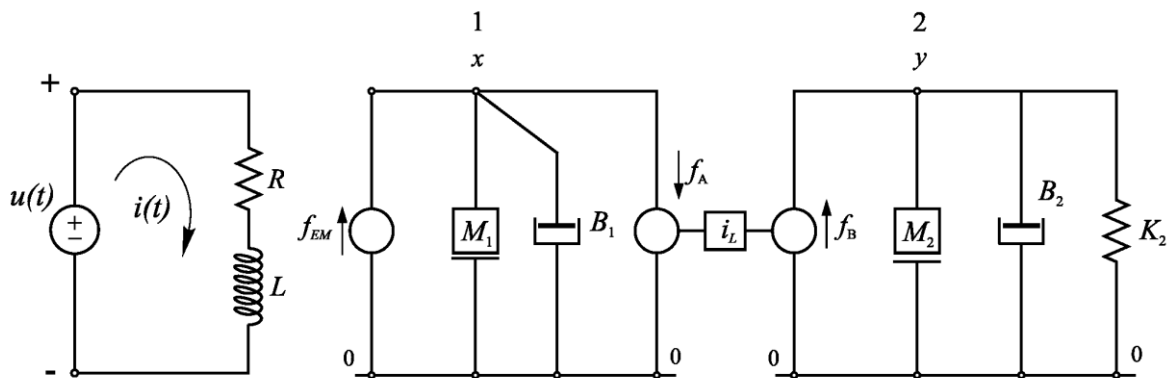 1
x
2
y
+
u(t)
+
−
i(t)
R
L
-
f_EM
M_1
B_1
f_A
i_L
f_B
M_2
B_2
K_2
0
0
0
0